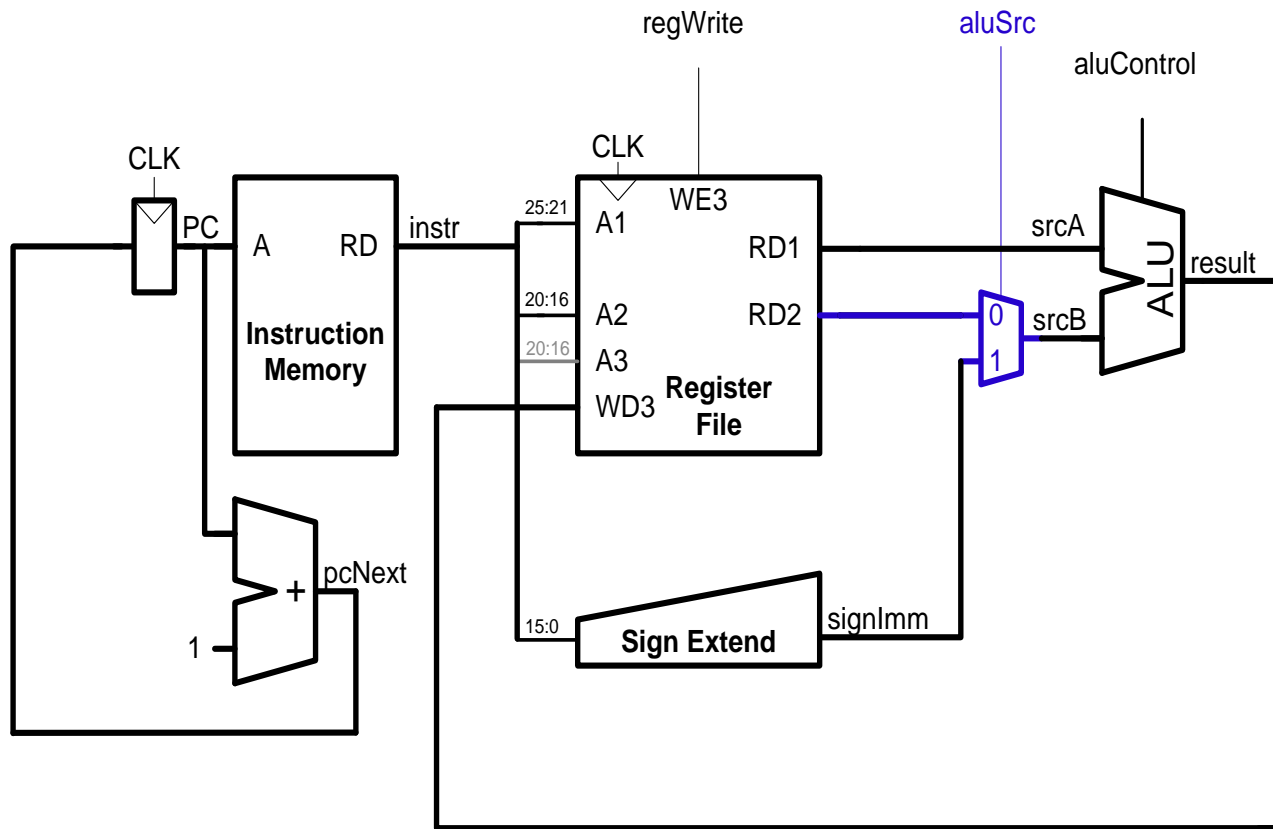 regWrite
aluSrc
aluControl
CLK
CLK
PC
A
RD
Instruction
Memory
instr
25:21
20:16
20:16
A1
A2
A3
WD3
WE3
RD1
RD2
Register
File
srcA
0
1
srcB
ALU
result
+
1
pcNext
15:0
Sign Extend
signImm